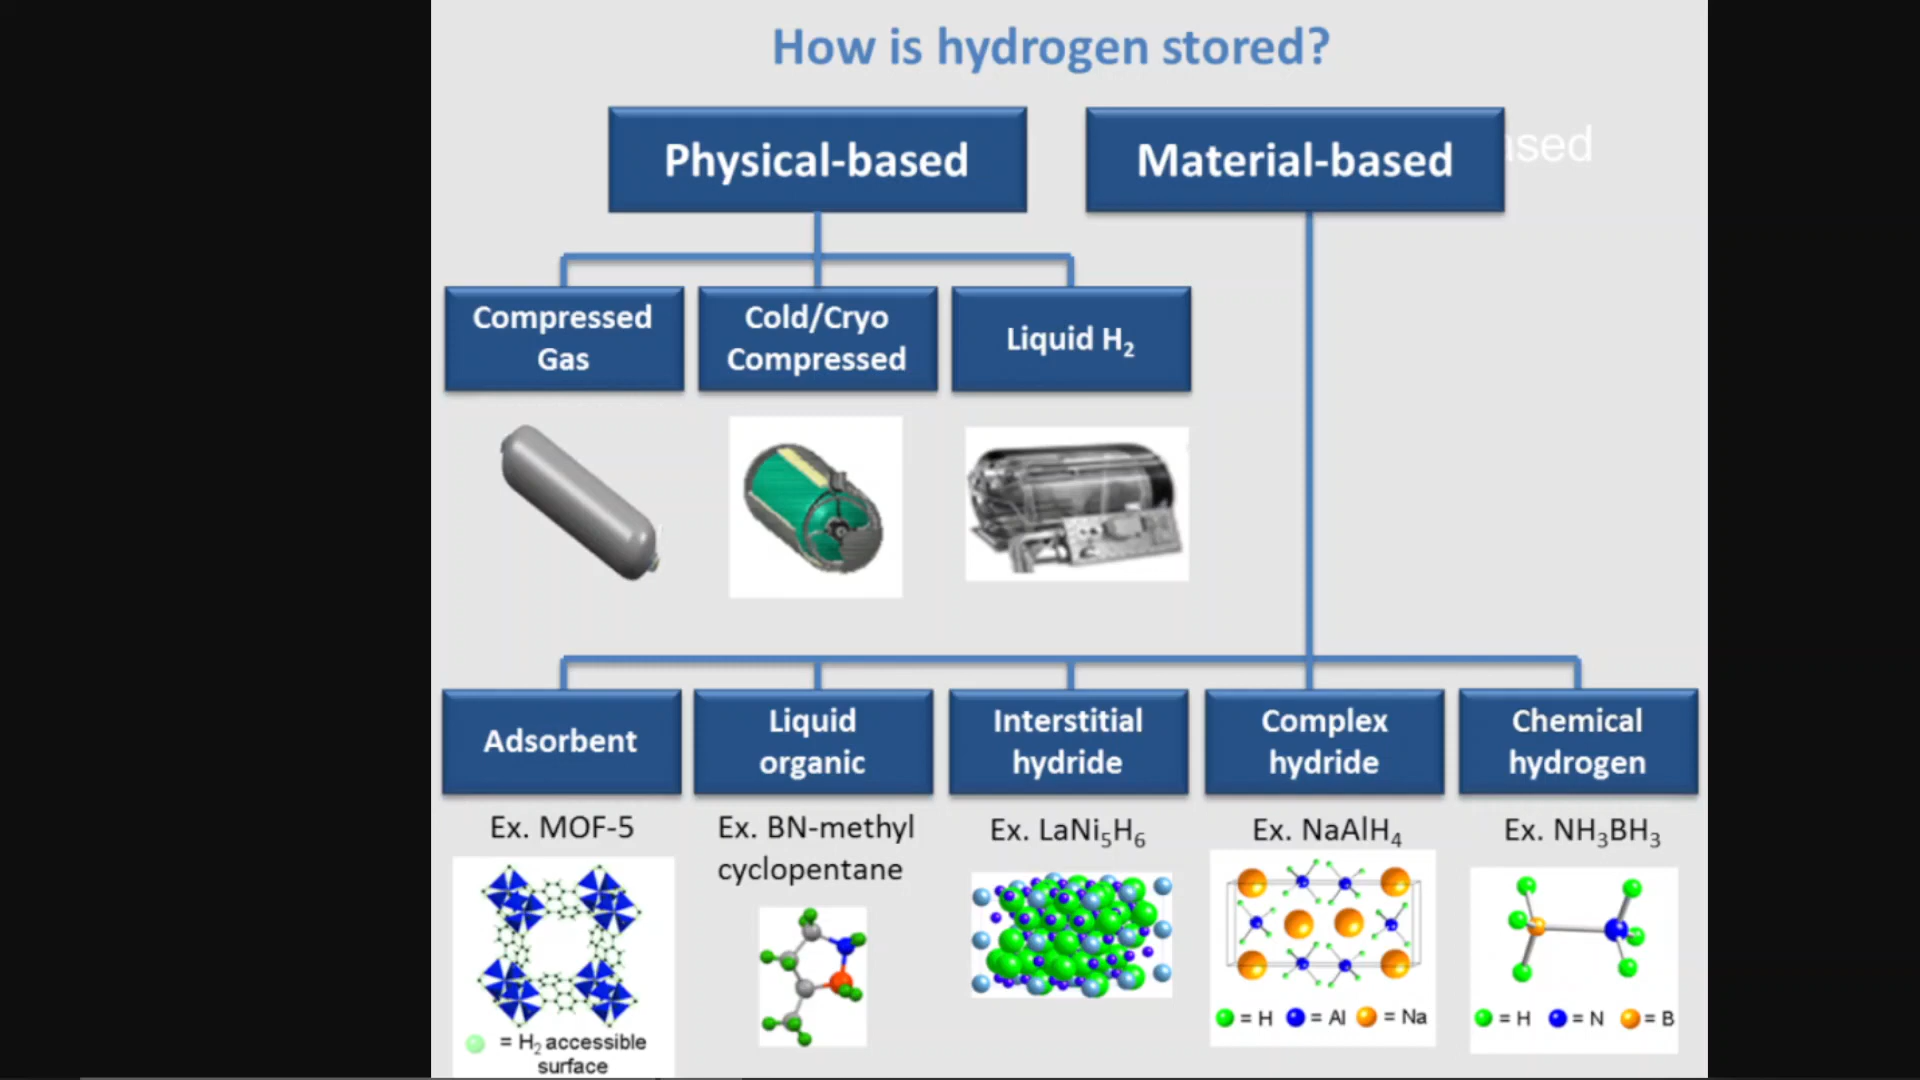 How is hydrogen stored?
Physical-based
Material-based
Compressed
Gas
Cold/Cryo
Compressed
Liquid H₂
Adsorbent
Liquid
organic
Interstitial
hydride
Complex
hydride
Chemical
hydrogen
Ex. MOF-5
Ex. BN-methyl
cyclopentane
Ex. LaNi₅H₆
Ex. NaAlH₄
Ex. NH₃BH₃
= H₂ accessible
surface
= H = Al = Na
= H = N = B